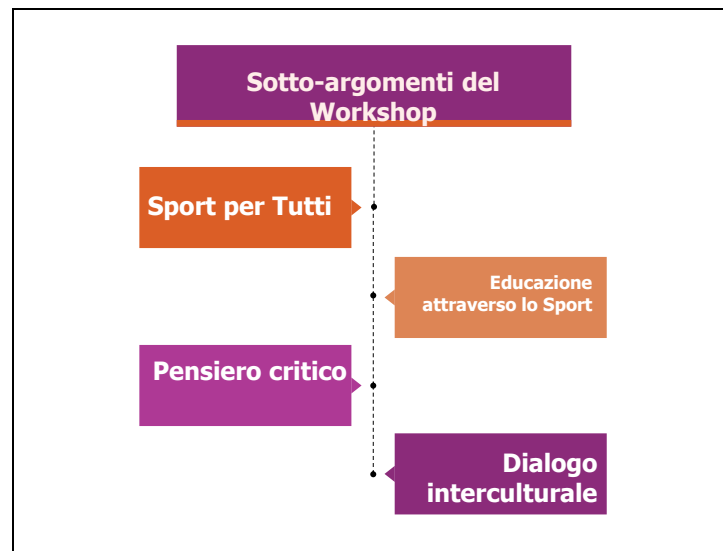 Sotto-argomenti del
Workshop
Sport per Tutti
Educazione
attraverso lo Sport
Pensiero critico
Dialogo
interculturale